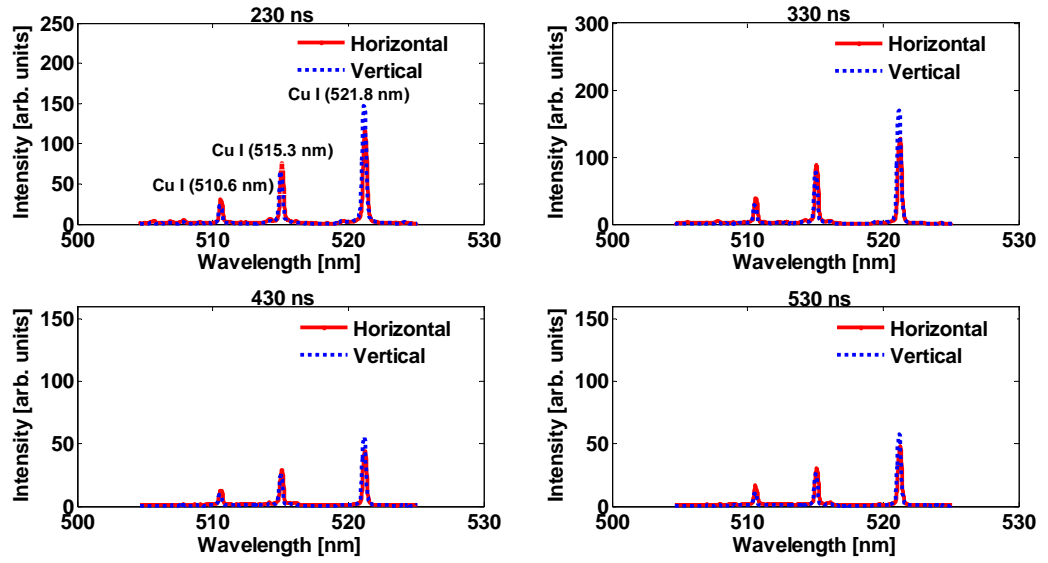 230 ns
Intensity [arb. units]
250
200
150
100
50
0
Horizontal
Vertical
Cu I (521.8 nm)
Cu I (515.3 nm)
Cu I (510.6 nm)
500
510
520
530
Wavelength [nm]
330 ns
Intensity [arb. units]
300
200
100
0
Horizontal
Vertical
500
510
520
530
Wavelength [nm]
430 ns
Intensity [arb. units]
150
100
50
0
Horizontal
Vertical
500
510
520
530
Wavelength [nm]
530 ns
Intensity [arb. units]
150
100
50
0
Horizontal
Vertical
500
510
520
530
Wavelength [nm]